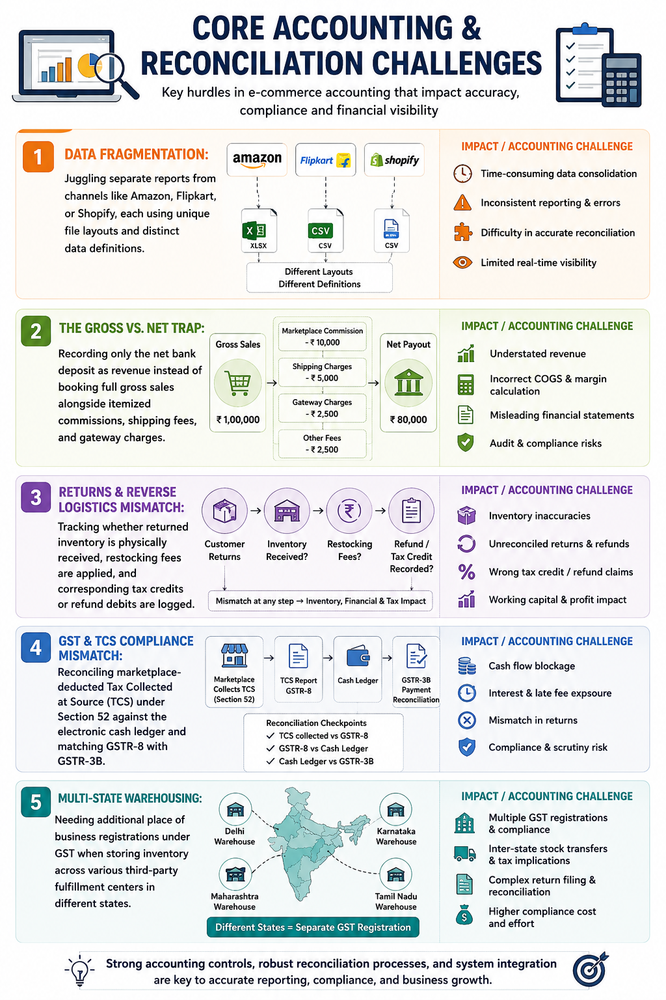 CORE ACCOUNTING &
RECONCILIATION CHALLENGES
Key hurdles in e-commerce accounting that impact accuracy,
compliance and financial visibility
1
DATA FRAGMENTATION:
Juggling separate reports from
channels like Amazon, Flipkart,
or Shopify, each using unique
file layouts and distinct
data definitions.
amazon
Flipkart
shopify
X
XLSX
CSV
CSV
CSV
Different Layouts
Different Definitions
IMPACT / ACCOUNTING CHALLENGE
Time-consuming data consolidation
Inconsistent reporting & errors
Difficulty in accurate reconciliation
Limited real-time visibility
2
THE GROSS VS. NET TRAP:
Recording only the net bank
deposit as revenue instead of
booking full gross sales
alongside itemized
commissions, shipping fees,
and gateway charges.
Gross Sales
₹ 1,00,000
Marketplace Commission
- ₹ 10,000
Shipping Charges
- ₹ 5,000
Gateway Charges
- ₹ 2,500
Other Fees
- ₹ 2,500
Net Payout
₹ 80,000
IMPACT / ACCOUNTING CHALLENGE
Understated revenue
Incorrect COGS & margin
calculation
Misleading financial statements
Audit & compliance risks
3
RETURNS & REVERSE
LOGISTICS MISMATCH:
Tracking whether returned
inventory is physically
received, restocking fees
are applied, and
corresponding tax credits
or refund debits are logged.
₹
Customer
Returns
Inventory
Received?
Restocking
Fees?
Refund /
Tax Credit
Recorded?
Mismatch at any step → Inventory, Financial & Tax Impact
IMPACT / ACCOUNTING CHALLENGE
Inventory inaccuracies
Unreconciled returns & refunds
% Wrong tax credit / refund claims
Working capital & profit impact
4
GST & TCS COMPLIANCE
MISMATCH:
Reconciling marketplace-
deducted Tax Collected
at Source (TCS) under
Section 52 against the
electronic cash ledger and
matching GSTR-8 with
GSTR-3B.
Marketplace
Collects TCS
(Section 52)
TCS Report
GSTR-8
Cash Ledger
GSTR-3B
Payment
Reconciliation
Reconciliation Checkpoints
✓ TCS collected vs GSTR-8
✓ GSTR-8 vs Cash Ledger
✓ Cash Ledger vs GSTR-3B
IMPACT / ACCOUNTING CHALLENGE
Cash flow blockage
Interest & late fee expsoure
Mismatch in returns
Compliance & scrutiny risk
5
MULTI-STATE WAREHOUSING:
Needing additional place of
business registrations under
GST when storing inventory
across various third-party
fulfillment centers in
different states.
Delhi
Warehouse
Karnataka
Warehouse
Maharashtra
Warehouse
Tamil Nadu
Warehouse
Different States = Separate GST Registration
IMPACT / ACCOUNTING CHALLENGE
Multiple GST registrations
& compliance
Inter-state stock transfers
& tax implications
Complex return filing &
reconciliation
$
Higher compliance cost
and effort
Strong accounting controls, robust reconciliation processes, and system integration
are key to accurate reporting, compliance, and business growth.